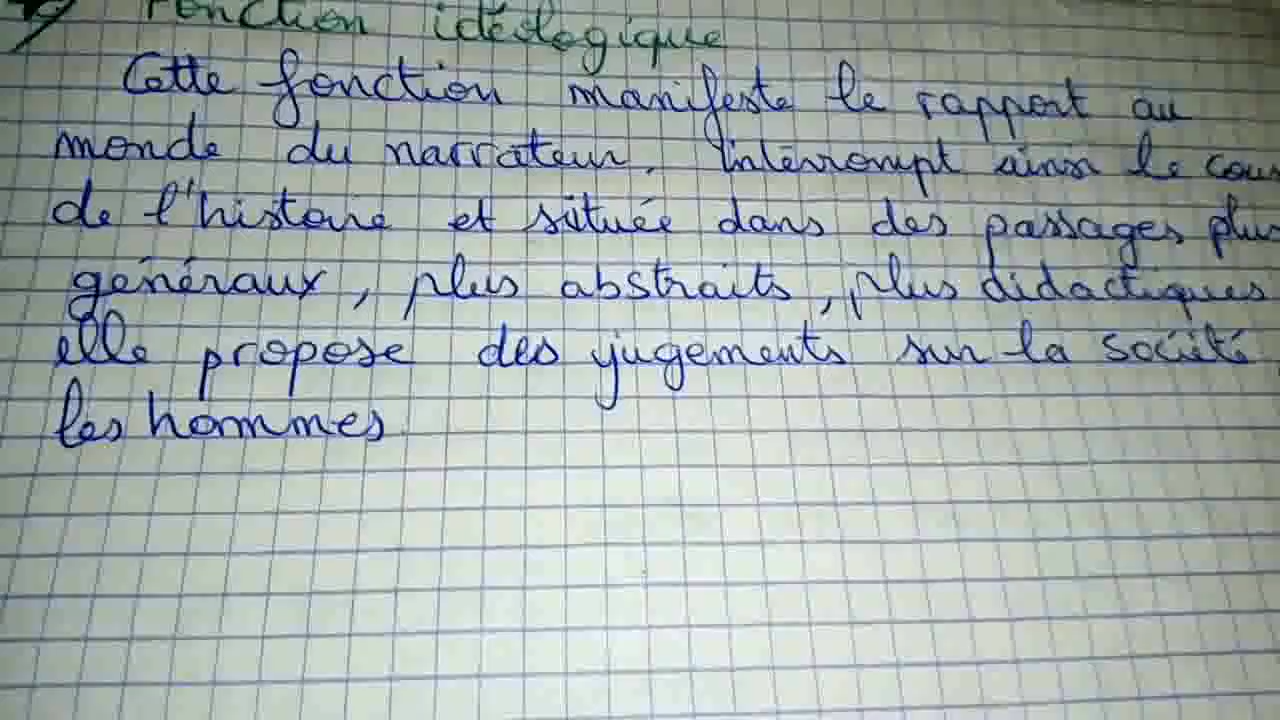 Fonction idéologique
Cette fonction manifeste le rapport au
monde du narrateur. Interrompt ainsi le cours
de l'histoire et située dans des passages plus
généraux, plus abstraits, plus didactiques
elle propose des jugements sur la société,
les hommes